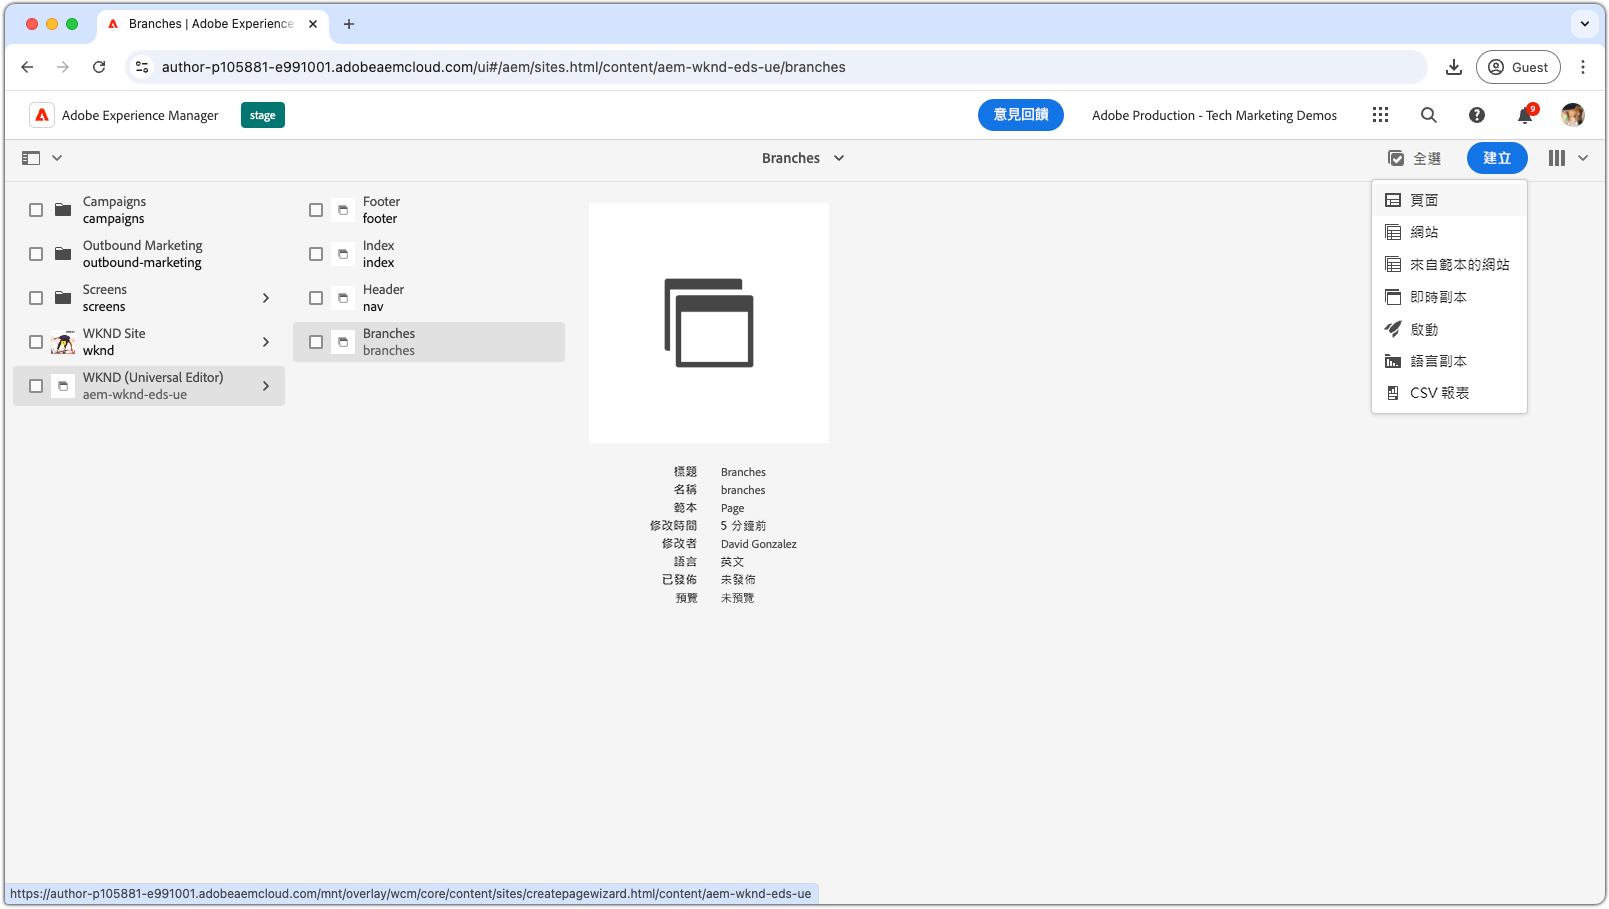 Branches | Adobe Experience
author-p105881-e991001.adobeaemcloud.com/ui#/aem/sites.html/content/aem-wknd-eds-ue/branches
Guest
Adobe Experience Manager
stage
意見回饋
Adobe Production - Tech Marketing Demos
9
Branches
全選
建立
Campaigns
campaigns
Outbound Marketing
outbound-marketing
Screens
screens
WKND Site
wknd
WKND (Universal Editor)
aem-wknd-eds-ue
Footer
footer
Index
index
Header
nav
Branches
branches
標題 Branches
名稱 branches
範本 Page
修改時間 5 分鐘前
修改者 David Gonzalez
語言 英文
已發佈 未發佈
預覽 未預覽
頁面
網站
來自範本的網站
即時副本
啟動
語言副本
CSV 報表
https://author-p105881-e991001.adobeaemcloud.com/mnt/overlay/wcm/core/content/sites/createpagewizard.html/content/aem-wknd-eds-ue